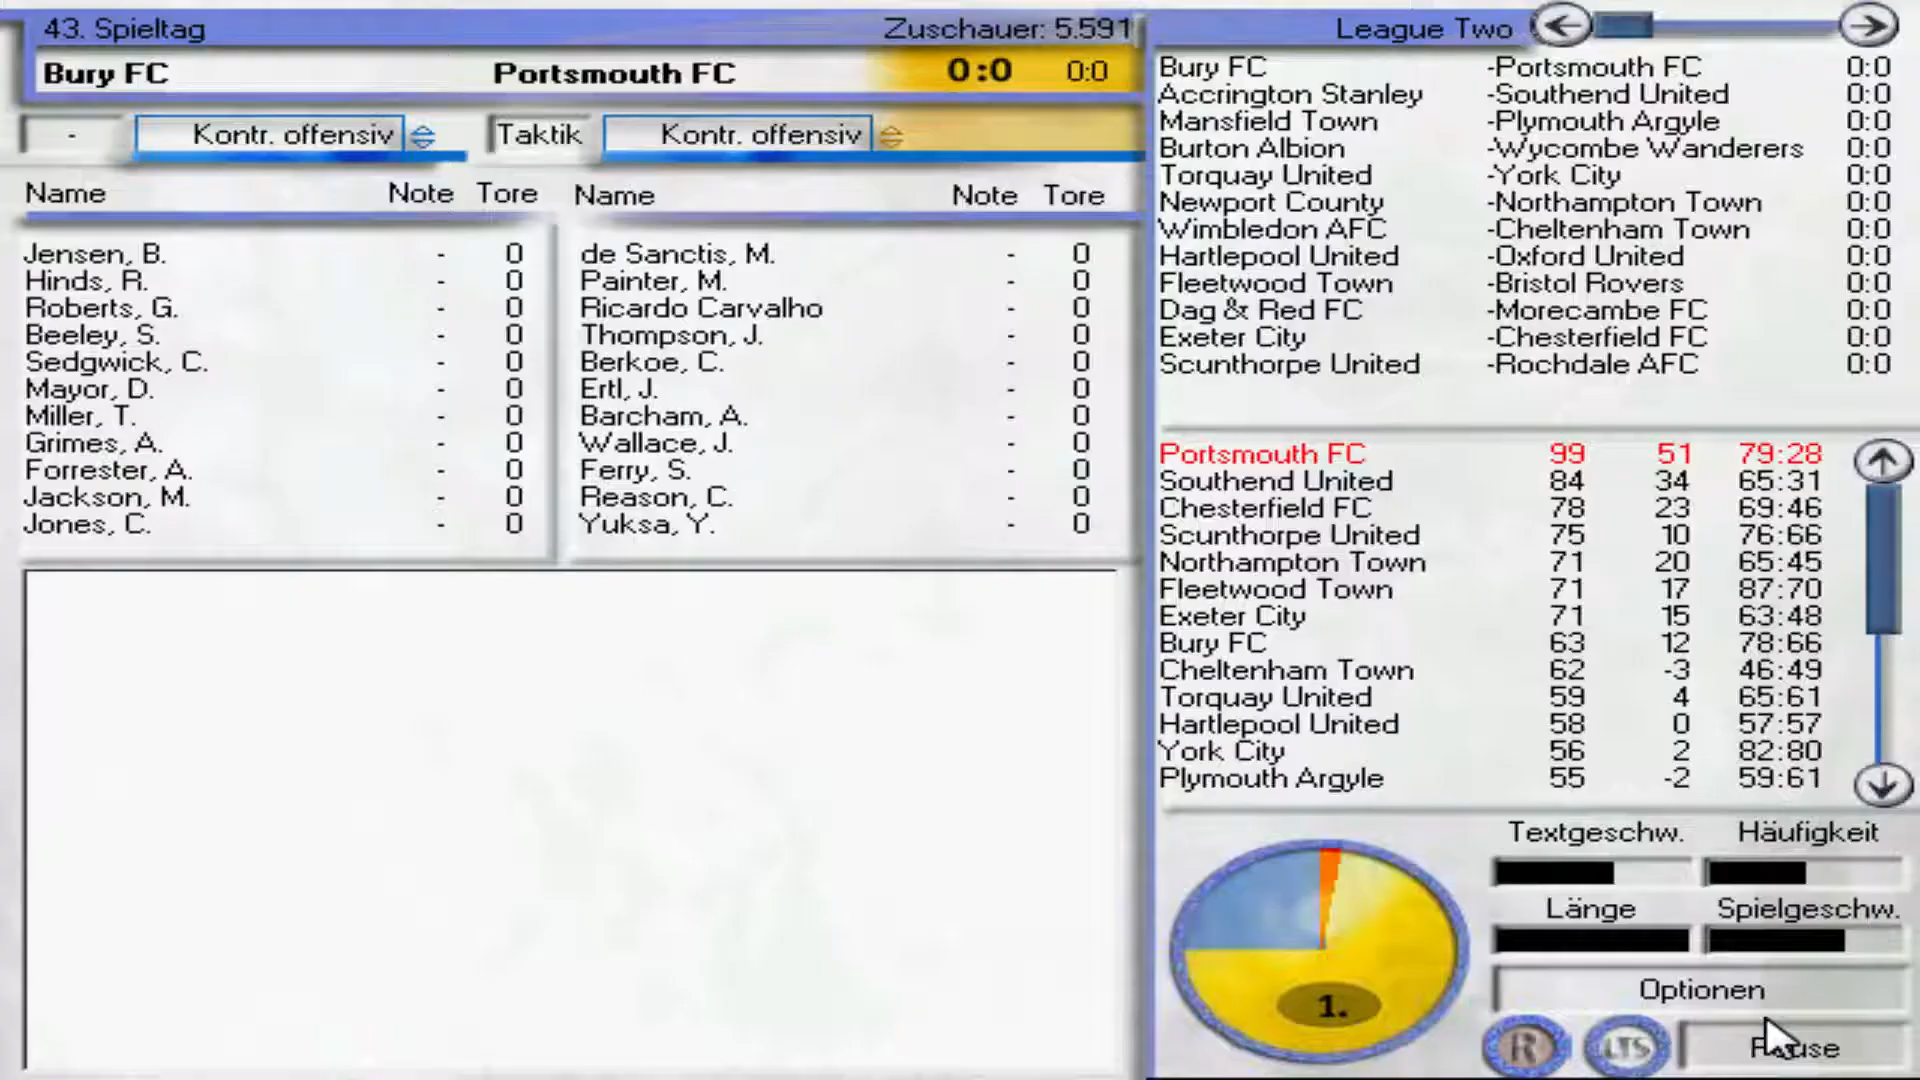 43. Spieltag Zuschauer: 5.591
Bury FC Portsmouth FC 0:0 0:0
- Kontr. offensiv Taktik Kontr. offensiv
Name Note Tore Name Note Tore
Jensen, B. - 0 de Sanctis, M. - 0
Hinds, R. - 0 Painter, M. - 0
Roberts, G. - 0 Ricardo Carvalho - 0
Beeley, S. - 0 Thompson, J. - 0
Sedgwick, C. - 0 Berkoe, C. - 0
Mayor, D. - 0 Ertl, J. - 0
Miller, T. - 0 Barcham, A. - 0
Grimes, A. - 0 Wallace, J. - 0
Forrester, A. - 0 Ferry, S. - 0
Jackson, M. - 0 Reason, C. - 0
Jones, C. - 0 Yuksa, Y. - 0
League Two
Bury FC -Portsmouth FC 0:0
Accrington Stanley -Southend United 0:0
Mansfield Town -Plymouth Argyle 0:0
Burton Albion -Wycombe Wanderers 0:0
Torquay United -York City 0:0
Newport County -Northampton Town 0:0
Wimbledon AFC -Cheltenham Town 0:0
Hartlepool United -Oxford United 0:0
Fleetwood Town -Bristol Rovers 0:0
Dag & Red FC -Morecambe FC 0:0
Exeter City -Chesterfield FC 0:0
Scunthorpe United -Rochdale AFC 0:0
Portsmouth FC 99 51 79:28
Southend United 84 34 65:31
Chesterfield FC 78 23 69:46
Scunthorpe United 75 10 76:66
Northampton Town 71 20 65:45
Fleetwood Town 71 17 87:70
Exeter City 71 15 63:48
Bury FC 63 12 78:66
Cheltenham Town 62 -3 46:49
Torquay United 59 4 65:61
Hartlepool United 58 0 57:57
York City 56 2 82:80
Plymouth Argyle 55 -2 59:61
Textgeschw. Häufigkeit
Länge Spielgeschw.
1.
Optionen
R LTS Pause